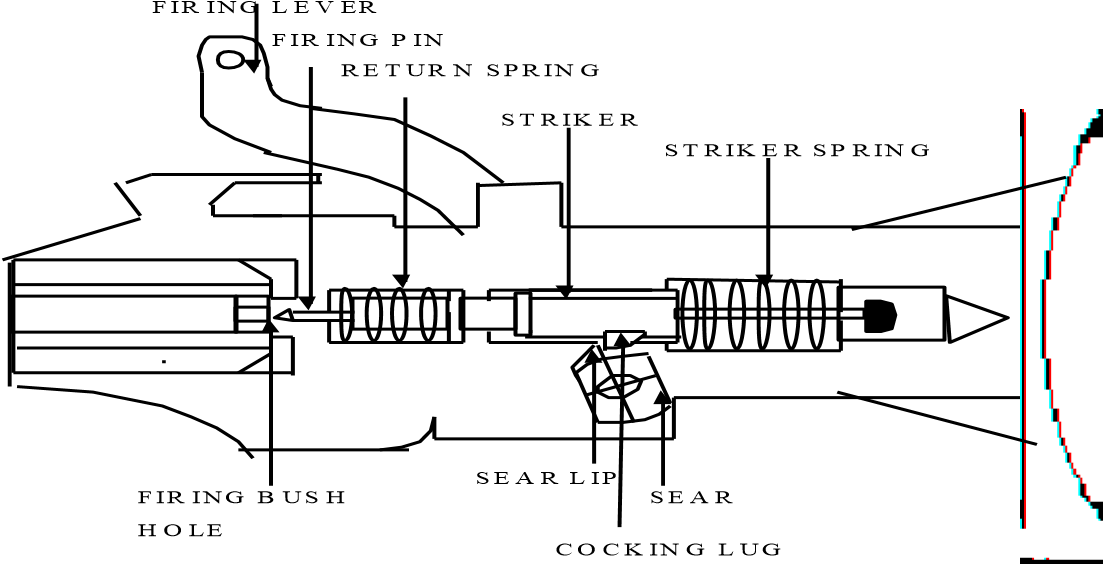 FIRING LEVER
FIRING PIN
RETURN SPRING
STRIKER
STRIKER SPRING
SEAR LIP
FIRING BUSH
HOLE
SEAR
COCKING LUG